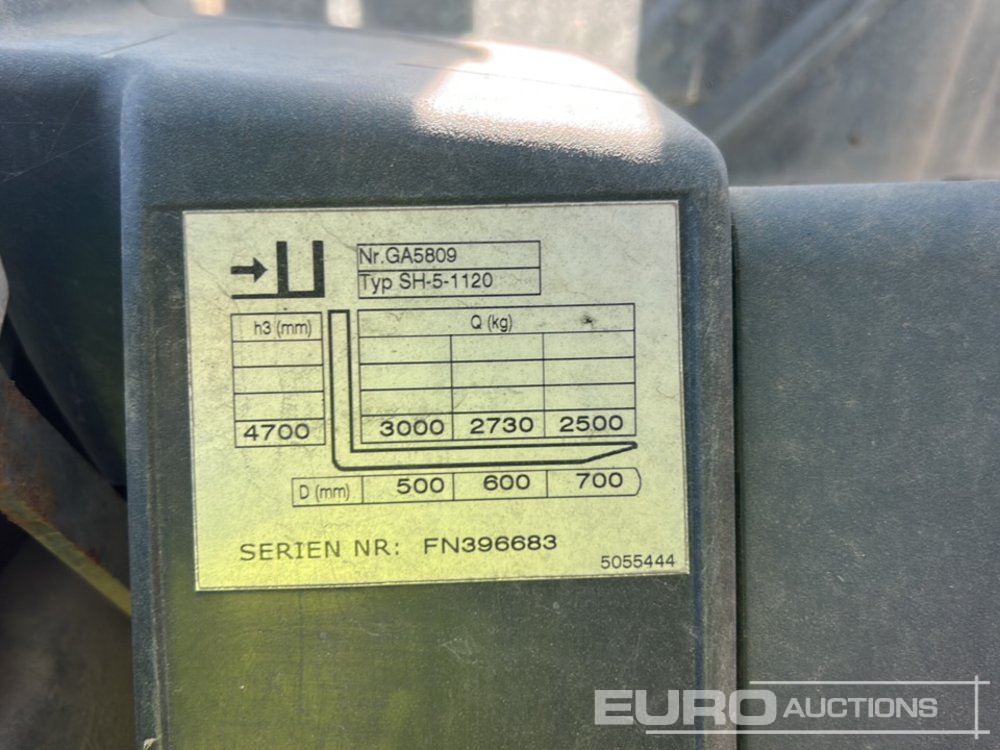 Nr.GA5809
Typ SH-5-1120
h3 (mm)
Q (kg)
4700
3000 2730 2500
D (mm) 500 600 700
SERIEN NR: FN396683
5055444
EURO AUCTIONS